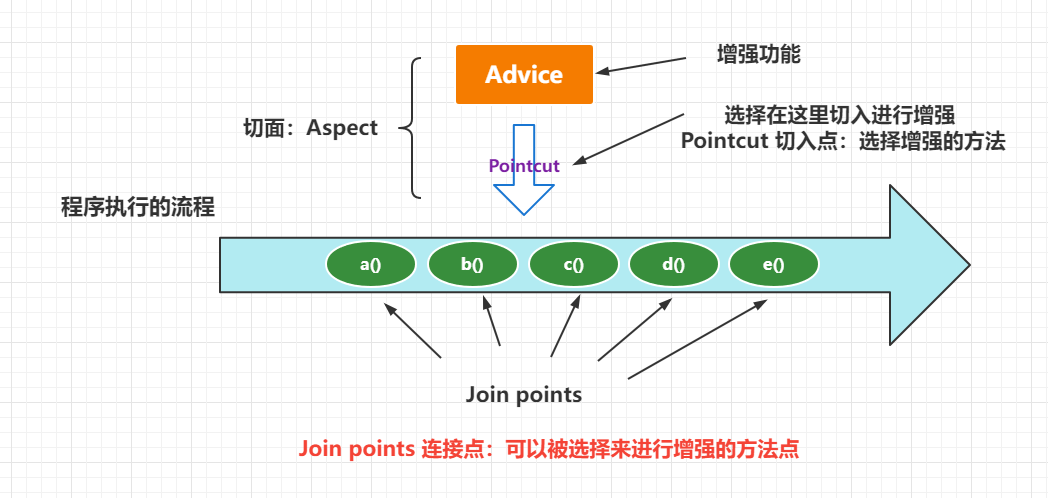 增强功能
Advice
选择在这里切入进行增强
Pointcut 切入点：选择增强的方法
切面：Aspect
Pointcut
程序执行的流程
a() b() c() d() e()
Join points
Join points 连接点：可以被选择来进行增强的方法点